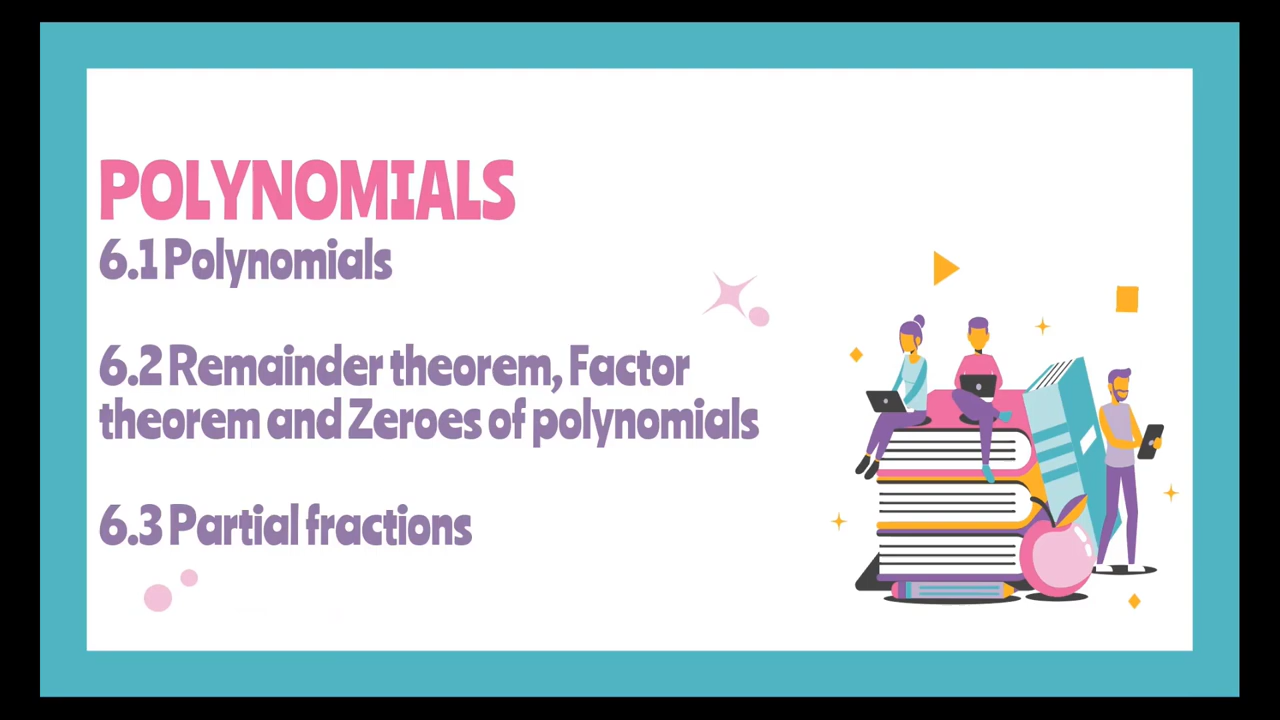 POLYNOMIALS
6.1 Polynomials
6.2 Remainder theorem, Factor
theorem and Zeroes of polynomials
6.3 Partial fractions